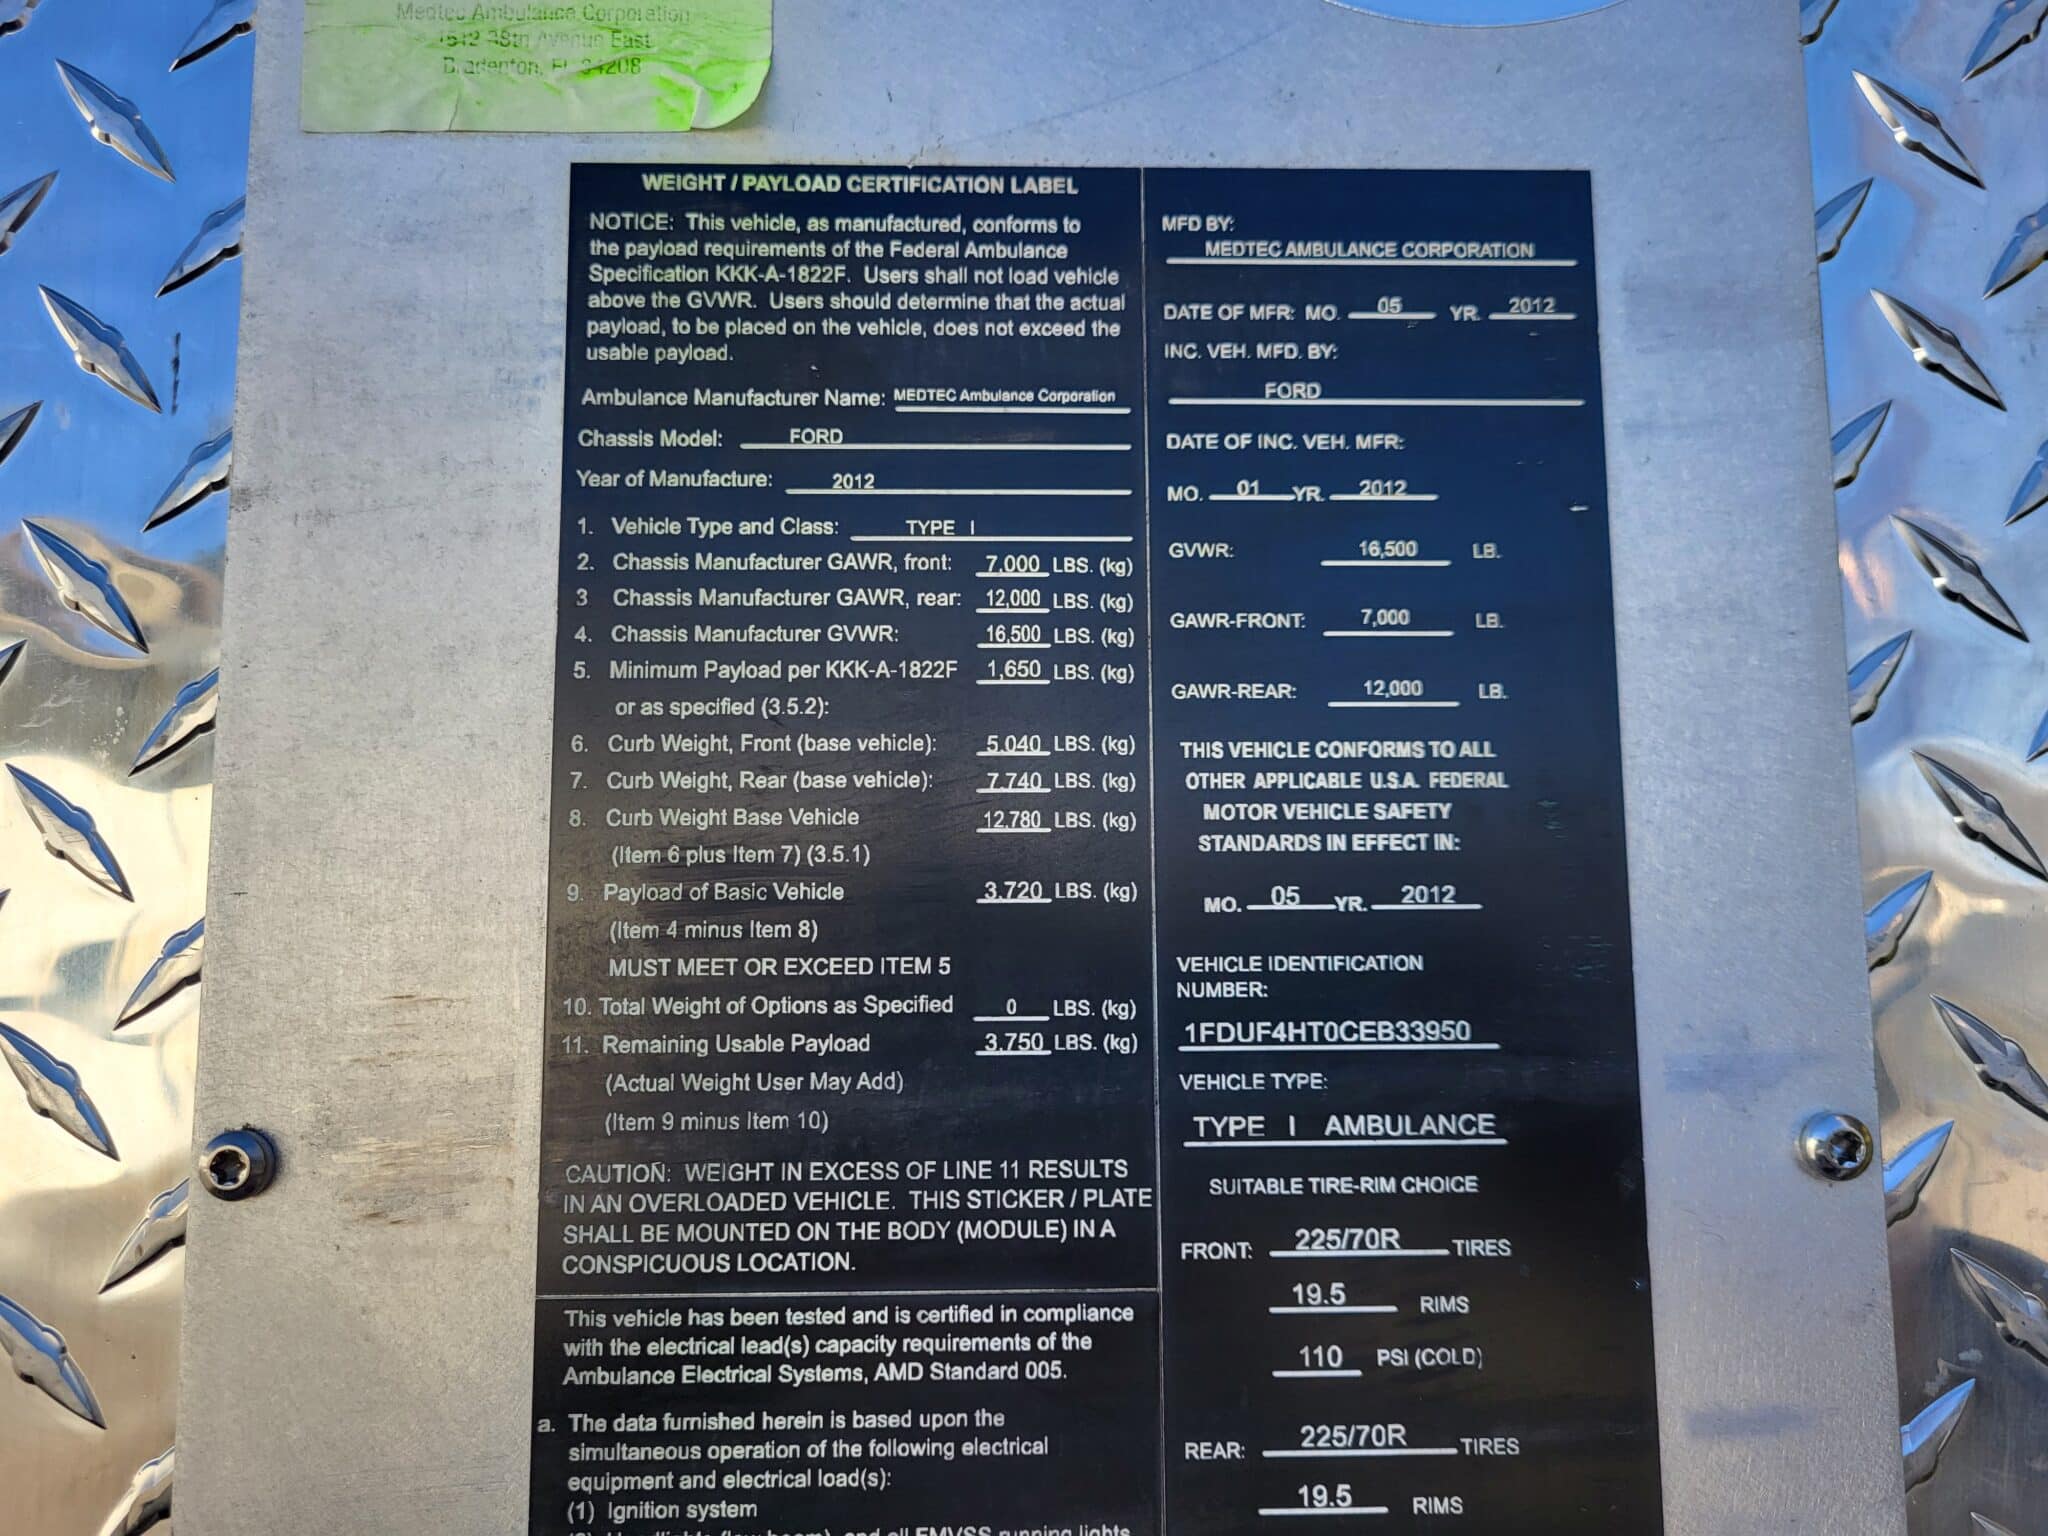 Medtec Ambulance Corporation
1512 38th Avenue East
Bradenton, FL 34208
WEIGHT / PAYLOAD CERTIFICATION LABEL
NOTICE: This vehicle, as manufactured, conforms to
the payload requirements of the Federal Ambulance
Specification KKK-A-1822F. Users shall not load vehicle
above the GVWR. Users should determine that the actual
payload, to be placed on the vehicle, does not exceed the
usable payload.
Ambulance Manufacturer Name: MEDTEC Ambulance Corporation
Chassis Model: FORD
Year of Manufacture: 2012
1. Vehicle Type and Class: TYPE I
2. Chassis Manufacturer GAWR, front: 7,000 LBS. (kg)
3 Chassis Manufacturer GAWR, rear: 12,000 LBS. (kg)
4. Chassis Manufacturer GVWR: 16,500 LBS. (kg)
5. Minimum Payload per KKK-A-1822F 1,650 LBS. (kg)
or as specified (3.5.2):
6. Curb Weight, Front (base vehicle): 5,040 LBS. (kg)
7. Curb Weight, Rear (base vehicle): 7,740 LBS. (kg)
8. Curb Weight Base Vehicle 12,780 LBS. (kg)
(Item 6 plus Item 7) (3.5.1)
9. Payload of Basic Vehicle 3,720 LBS. (kg)
(Item 4 minus Item 8)
MUST MEET OR EXCEED ITEM 5
10. Total Weight of Options as Specified 0 LBS. (kg)
11. Remaining Usable Payload 3,750 LBS. (kg)
(Actual Weight User May Add)
(Item 9 minus Item 10)
CAUTION: WEIGHT IN EXCESS OF LINE 11 RESULTS
IN AN OVERLOADED VEHICLE. THIS STICKER / PLATE
SHALL BE MOUNTED ON THE BODY (MODULE) IN A
CONSPICUOUS LOCATION.
This vehicle has been tested and is certified in compliance
with the electrical lead(s) capacity requirements of the
Ambulance Electrical Systems, AMD Standard 005.
a. The data furnished herein is based upon the
simultaneous operation of the following electrical
equipment and electrical load(s):
(1) Ignition system
(2) Headlights (low beam), and all FMVSS running lights
MFD BY:
MEDTEC AMBULANCE CORPORATION
DATE OF MFR: MO. 05 YR. 2012
INC. VEH. MFD. BY:
FORD
DATE OF INC. VEH. MFR:
MO. 01 YR. 2012
GVWR: 16,500 LB.
GAWR-FRONT: 7,000 LB.
GAWR-REAR: 12,000 LB.
THIS VEHICLE CONFORMS TO ALL
OTHER APPLICABLE U.S.A. FEDERAL
MOTOR VEHICLE SAFETY
STANDARDS IN EFFECT IN:
MO. 05 YR. 2012
VEHICLE IDENTIFICATION
NUMBER:
1FDUF4HT0CEB33950
VEHICLE TYPE:
TYPE I AMBULANCE
SUITABLE TIRE-RIM CHOICE
FRONT: 225/70R TIRES
19.5 RIMS
110 PSI (COLD)
REAR: 225/70R TIRES
19.5 RIMS